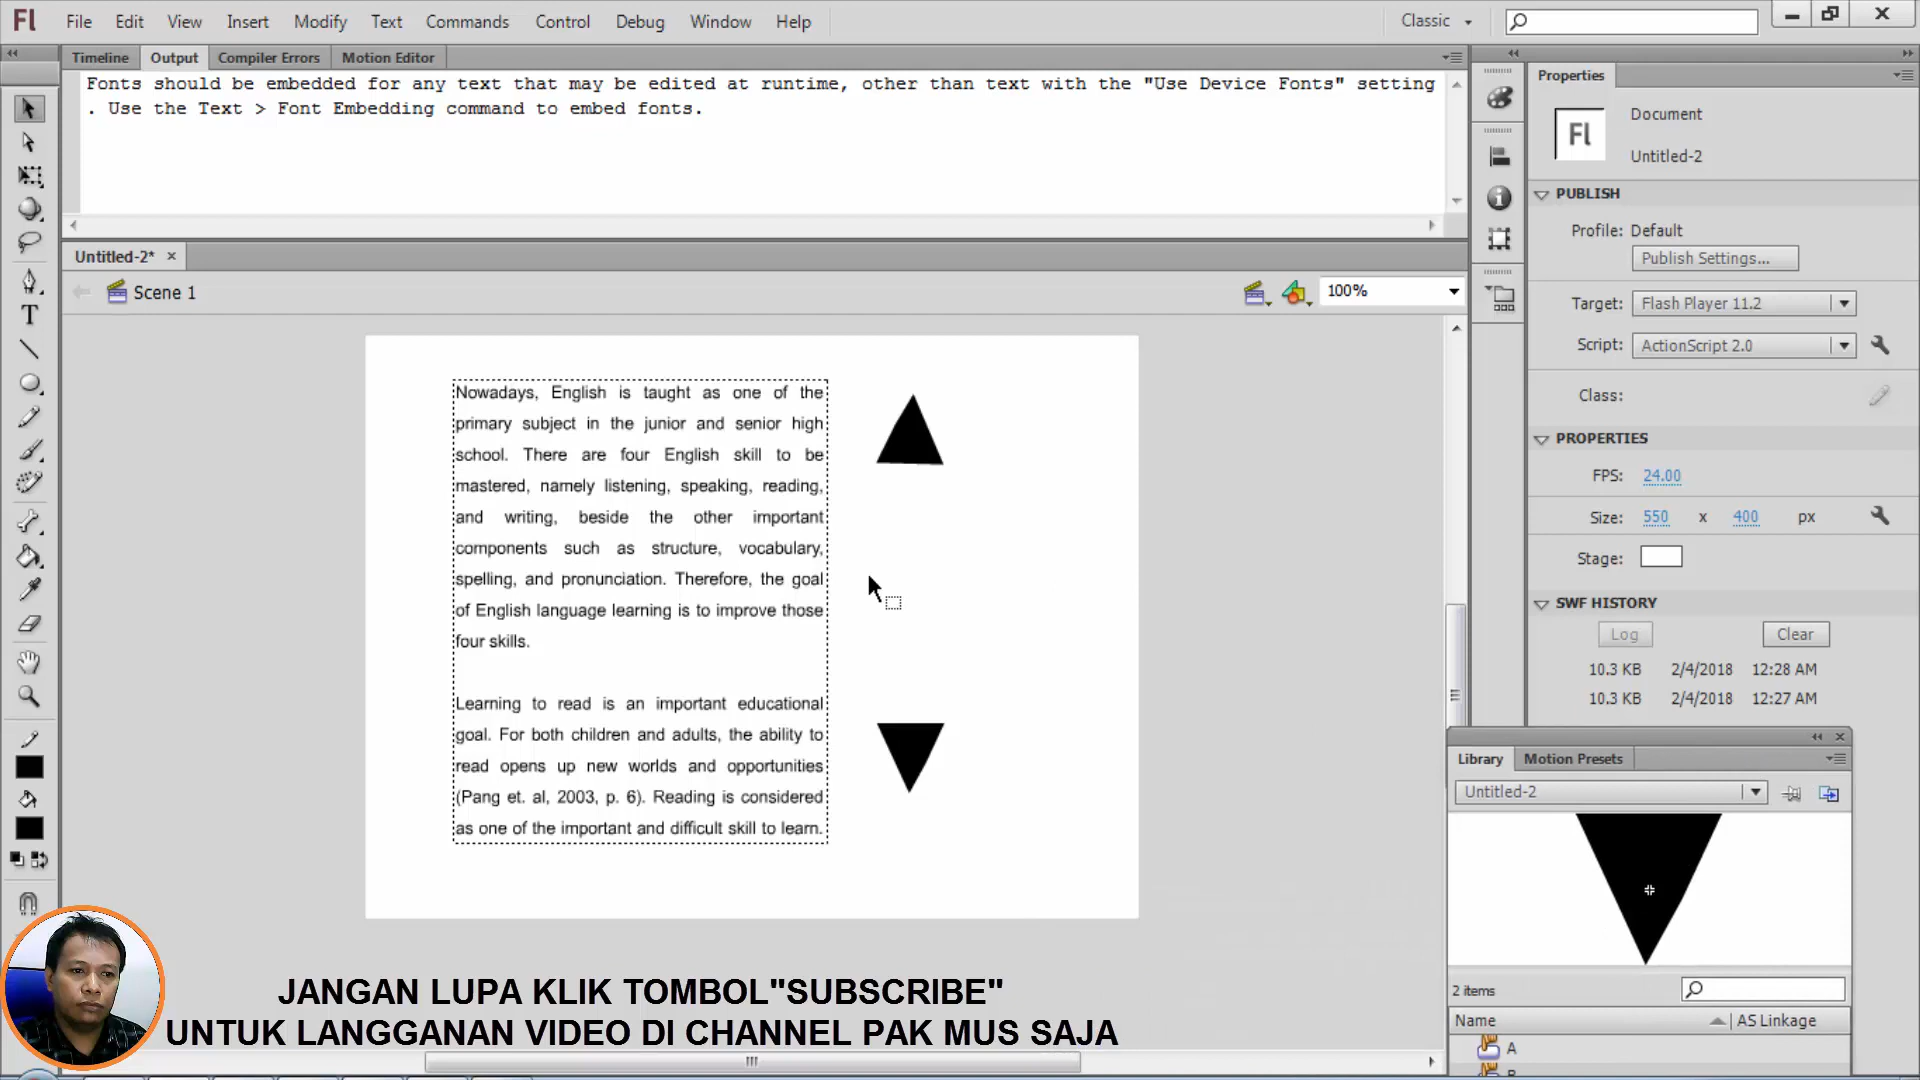 Fl File Edit View Insert Modify Text Commands Control Debug Window Help Classic
Timeline Output Compiler Errors Motion Editor
Fonts should be embedded for any text that may be edited at runtime, other than text with the "Use Device Fonts" setting
. Use the Text > Font Embedding command to embed fonts.
Untitled-2*
Scene 1
100%
Nowadays, English is taught as one of the
primary subject in the junior and senior high
school. There are four English skill to be
mastered, namely listening, speaking, reading,
and writing, beside the other important
components such as structure, vocabulary,
spelling, and pronunciation. Therefore, the goal
of English language learning is to improve those
four skills.
Learning to read is an important educational
goal. For both children and adults, the ability to
read opens up new worlds and opportunities
(Pang et. al, 2003, p. 6). Reading is considered
as one of the important and difficult skill to learn.
Properties
Fl
Document
Untitled-2
PUBLISH
Profile: Default
Publish Settings...
Target: Flash Player 11.2
Script: ActionScript 2.0
Class:
PROPERTIES
FPS: 24.00
Size: 550 x 400 px
Stage:
SWF HISTORY
Log Clear
10.3 KB 2/4/2018 12:28 AM
10.3 KB 2/4/2018 12:27 AM
Library Motion Presets
Untitled-2
2 items
Name AS Linkage
A
JANGAN LUPA KLIK TOMBOL"SUBSCRIBE"
UNTUK LANGGANAN VIDEO DI CHANNEL PAK MUS SAJA